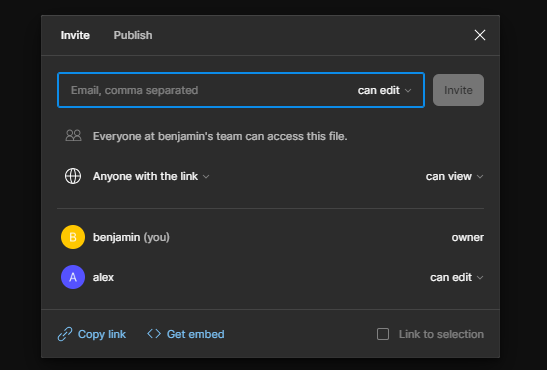 Invite Publish
Email, comma separated can edit Invite
Everyone at benjamin's team can access this file.
Anyone with the link can view
B benjamin (you) owner
A alex can edit
Copy link Get embed Link to selection